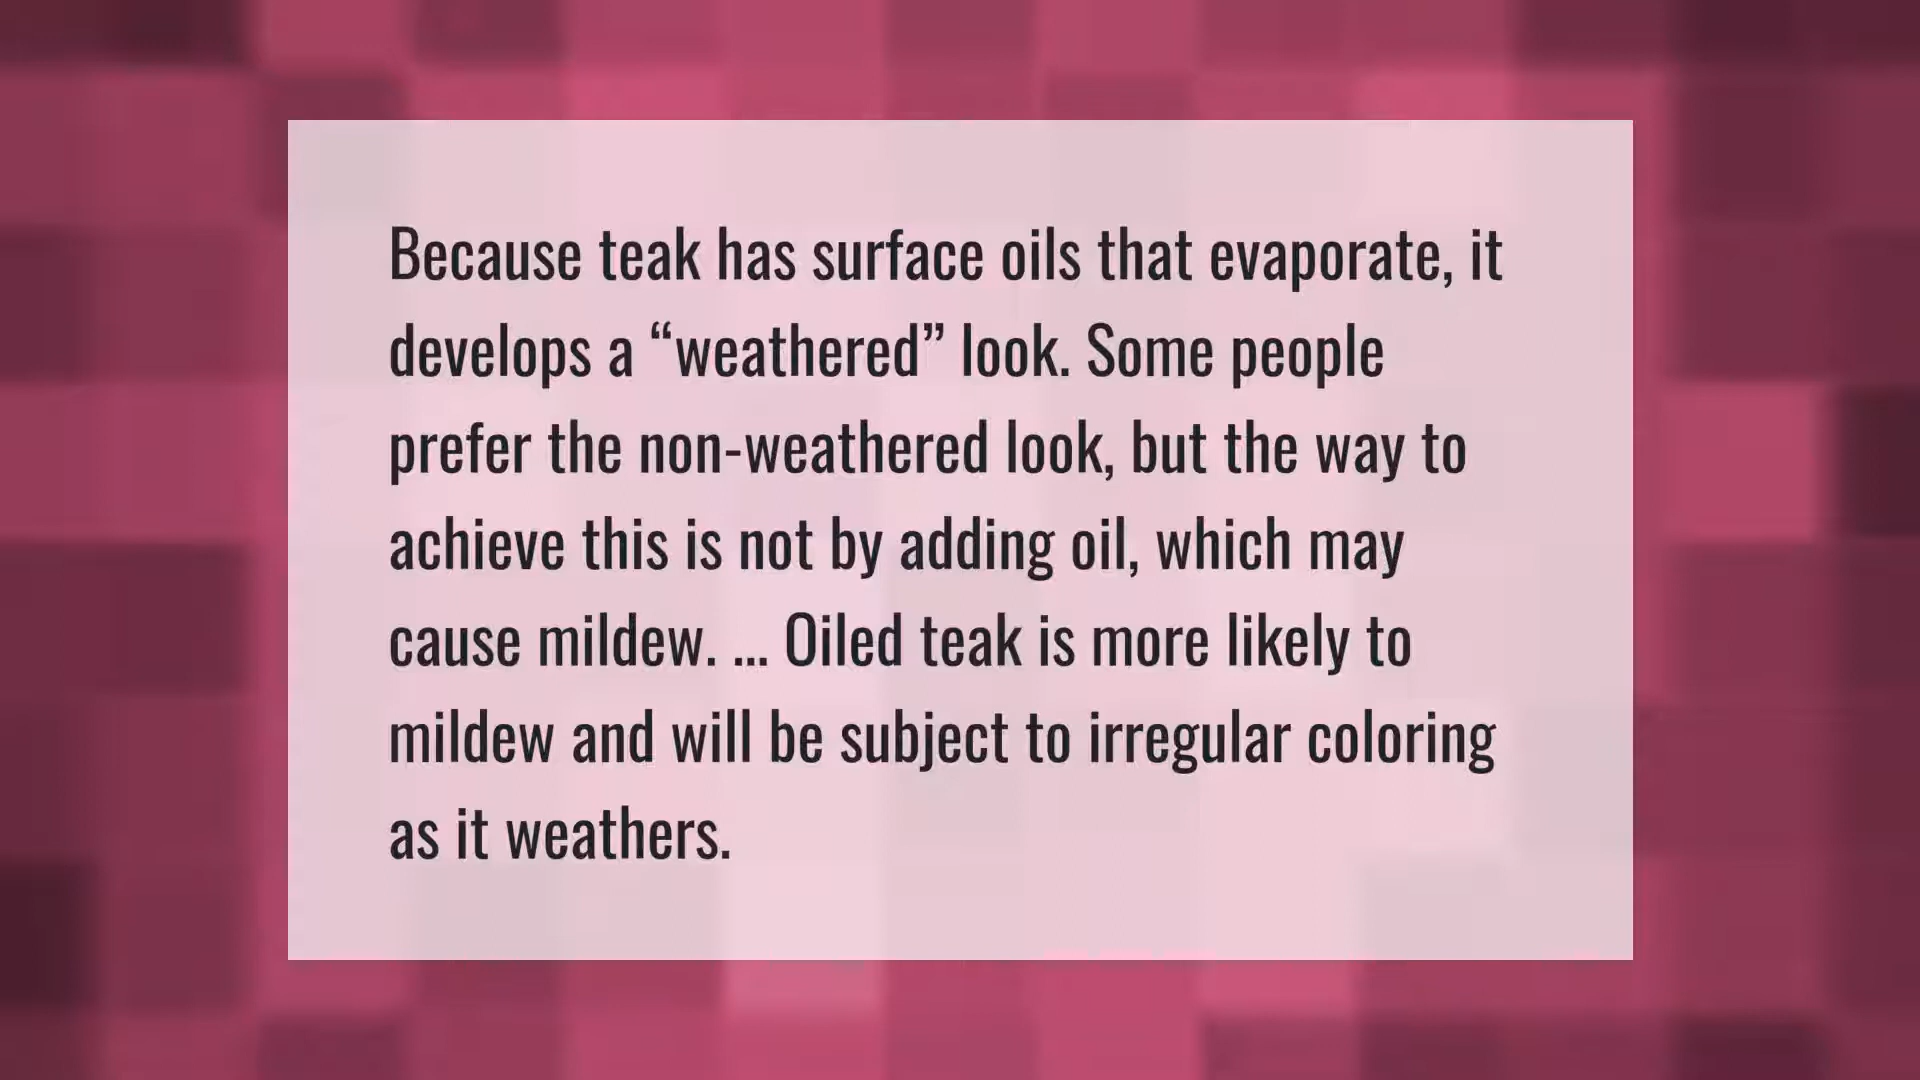 Because teak has surface oils that evaporate, it
develops a “weathered” look. Some people
prefer the non-weathered look, but the way to
achieve this is not by adding oil, which may
cause mildew. ... Oiled teak is more likely to
mildew and will be subject to irregular coloring
as it weathers.